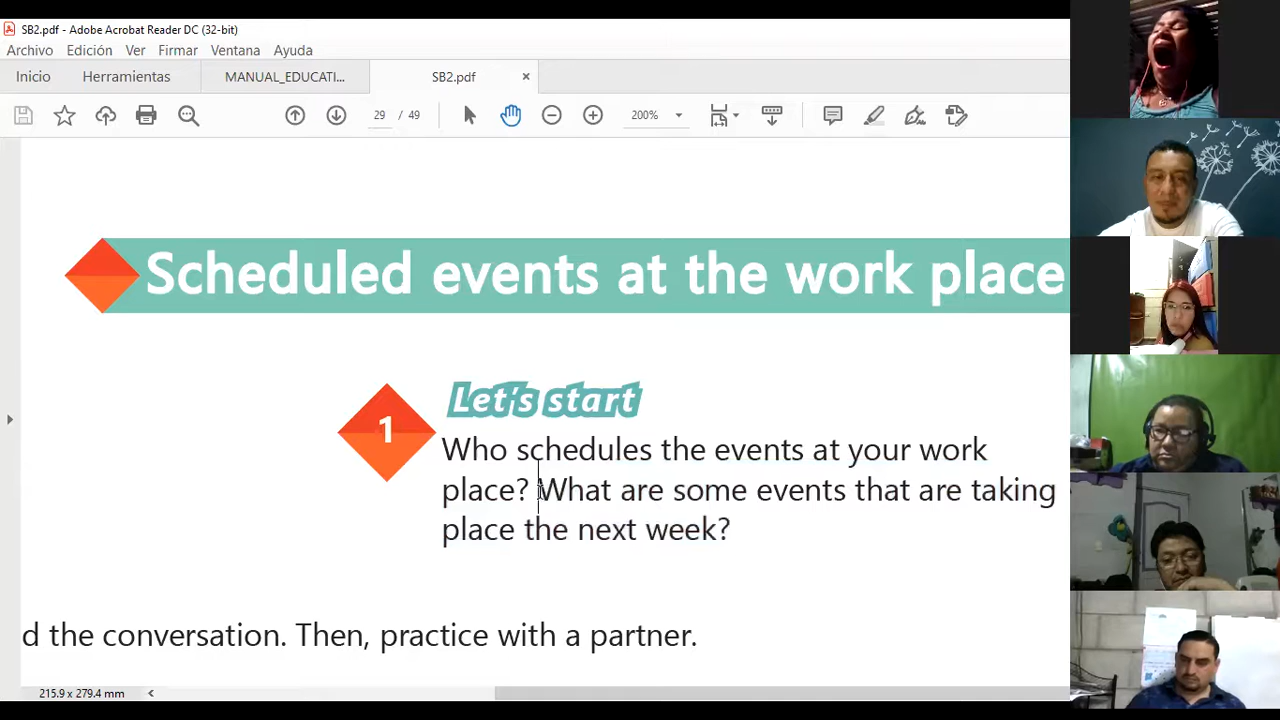 SB2.pdf - Adobe Acrobat Reader DC (32-bit)
Archivo Edición Ver Firmar Ventana Ayuda
Inicio Herramientas MANUAL_EDUCATI... SB2.pdf ×
29 / 49 200%
Scheduled events at the work place
Let's start
1
Who schedules the events at your work
place? What are some events that are taking
place the next week?
d the conversation. Then, practice with a partner.
215.9 x 279.4 mm